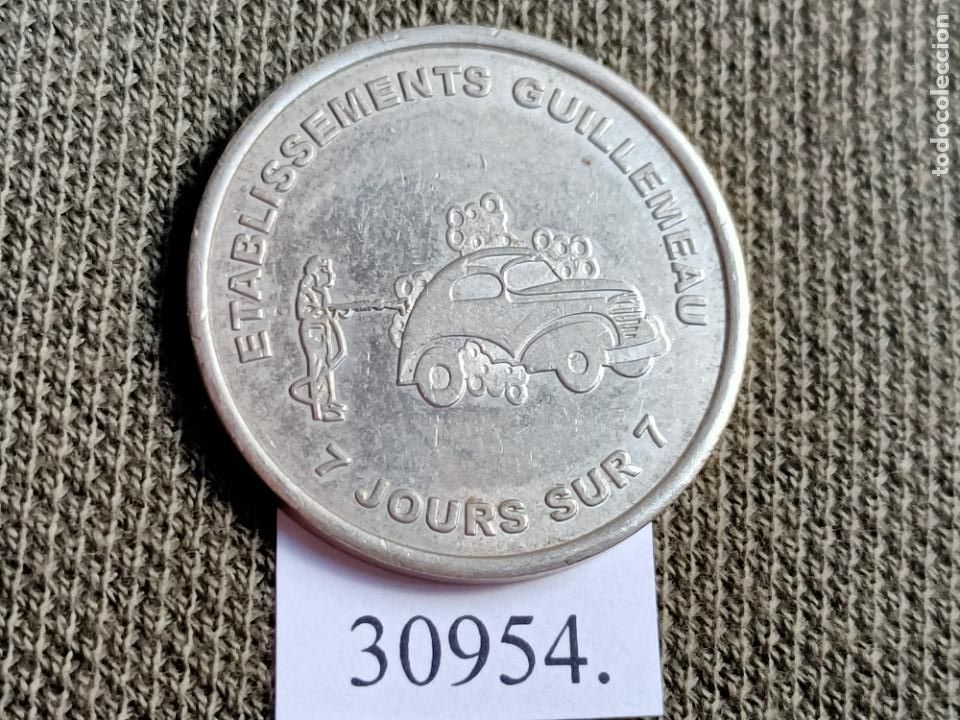 ETABLISSEMENTS GUILLEMEAU
7 JOURS SUR 7
30954.
todocoleccion